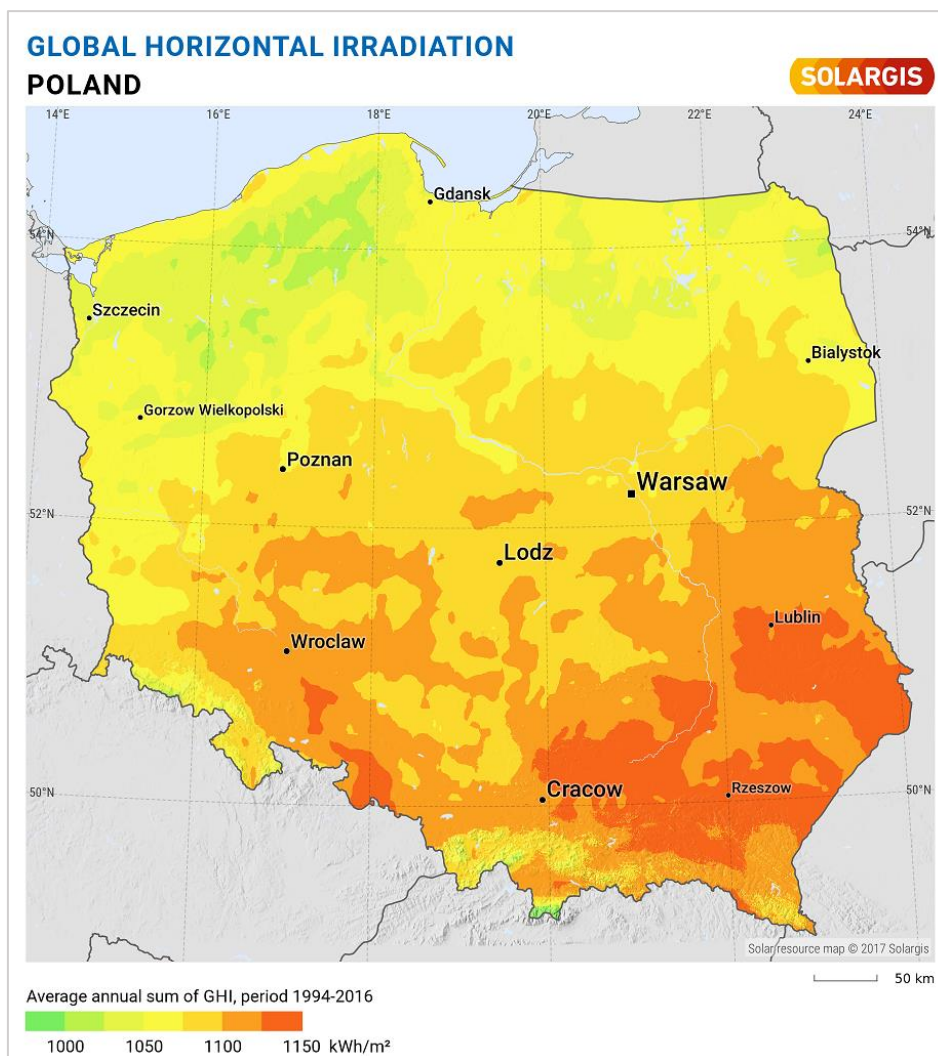 GLOBAL HORIZONTAL IRRADIATION
POLAND
SOLARGIS
14°E 16°E 18°E 20°E 22°E 24°E
Gdansk
54°N 54°N
Szczecin
Bialystok
Gorzow Wielkopolski
Poznan
Warsaw
52°N 52°N
Lodz
Lublin
Wroclaw
50°N 50°N
Cracow
Rzeszow
Solar resource map © 2017 Solargis
50 km
Average annual sum of GHI, period 1994-2016
1000 1050 1100 1150 kWh/m²